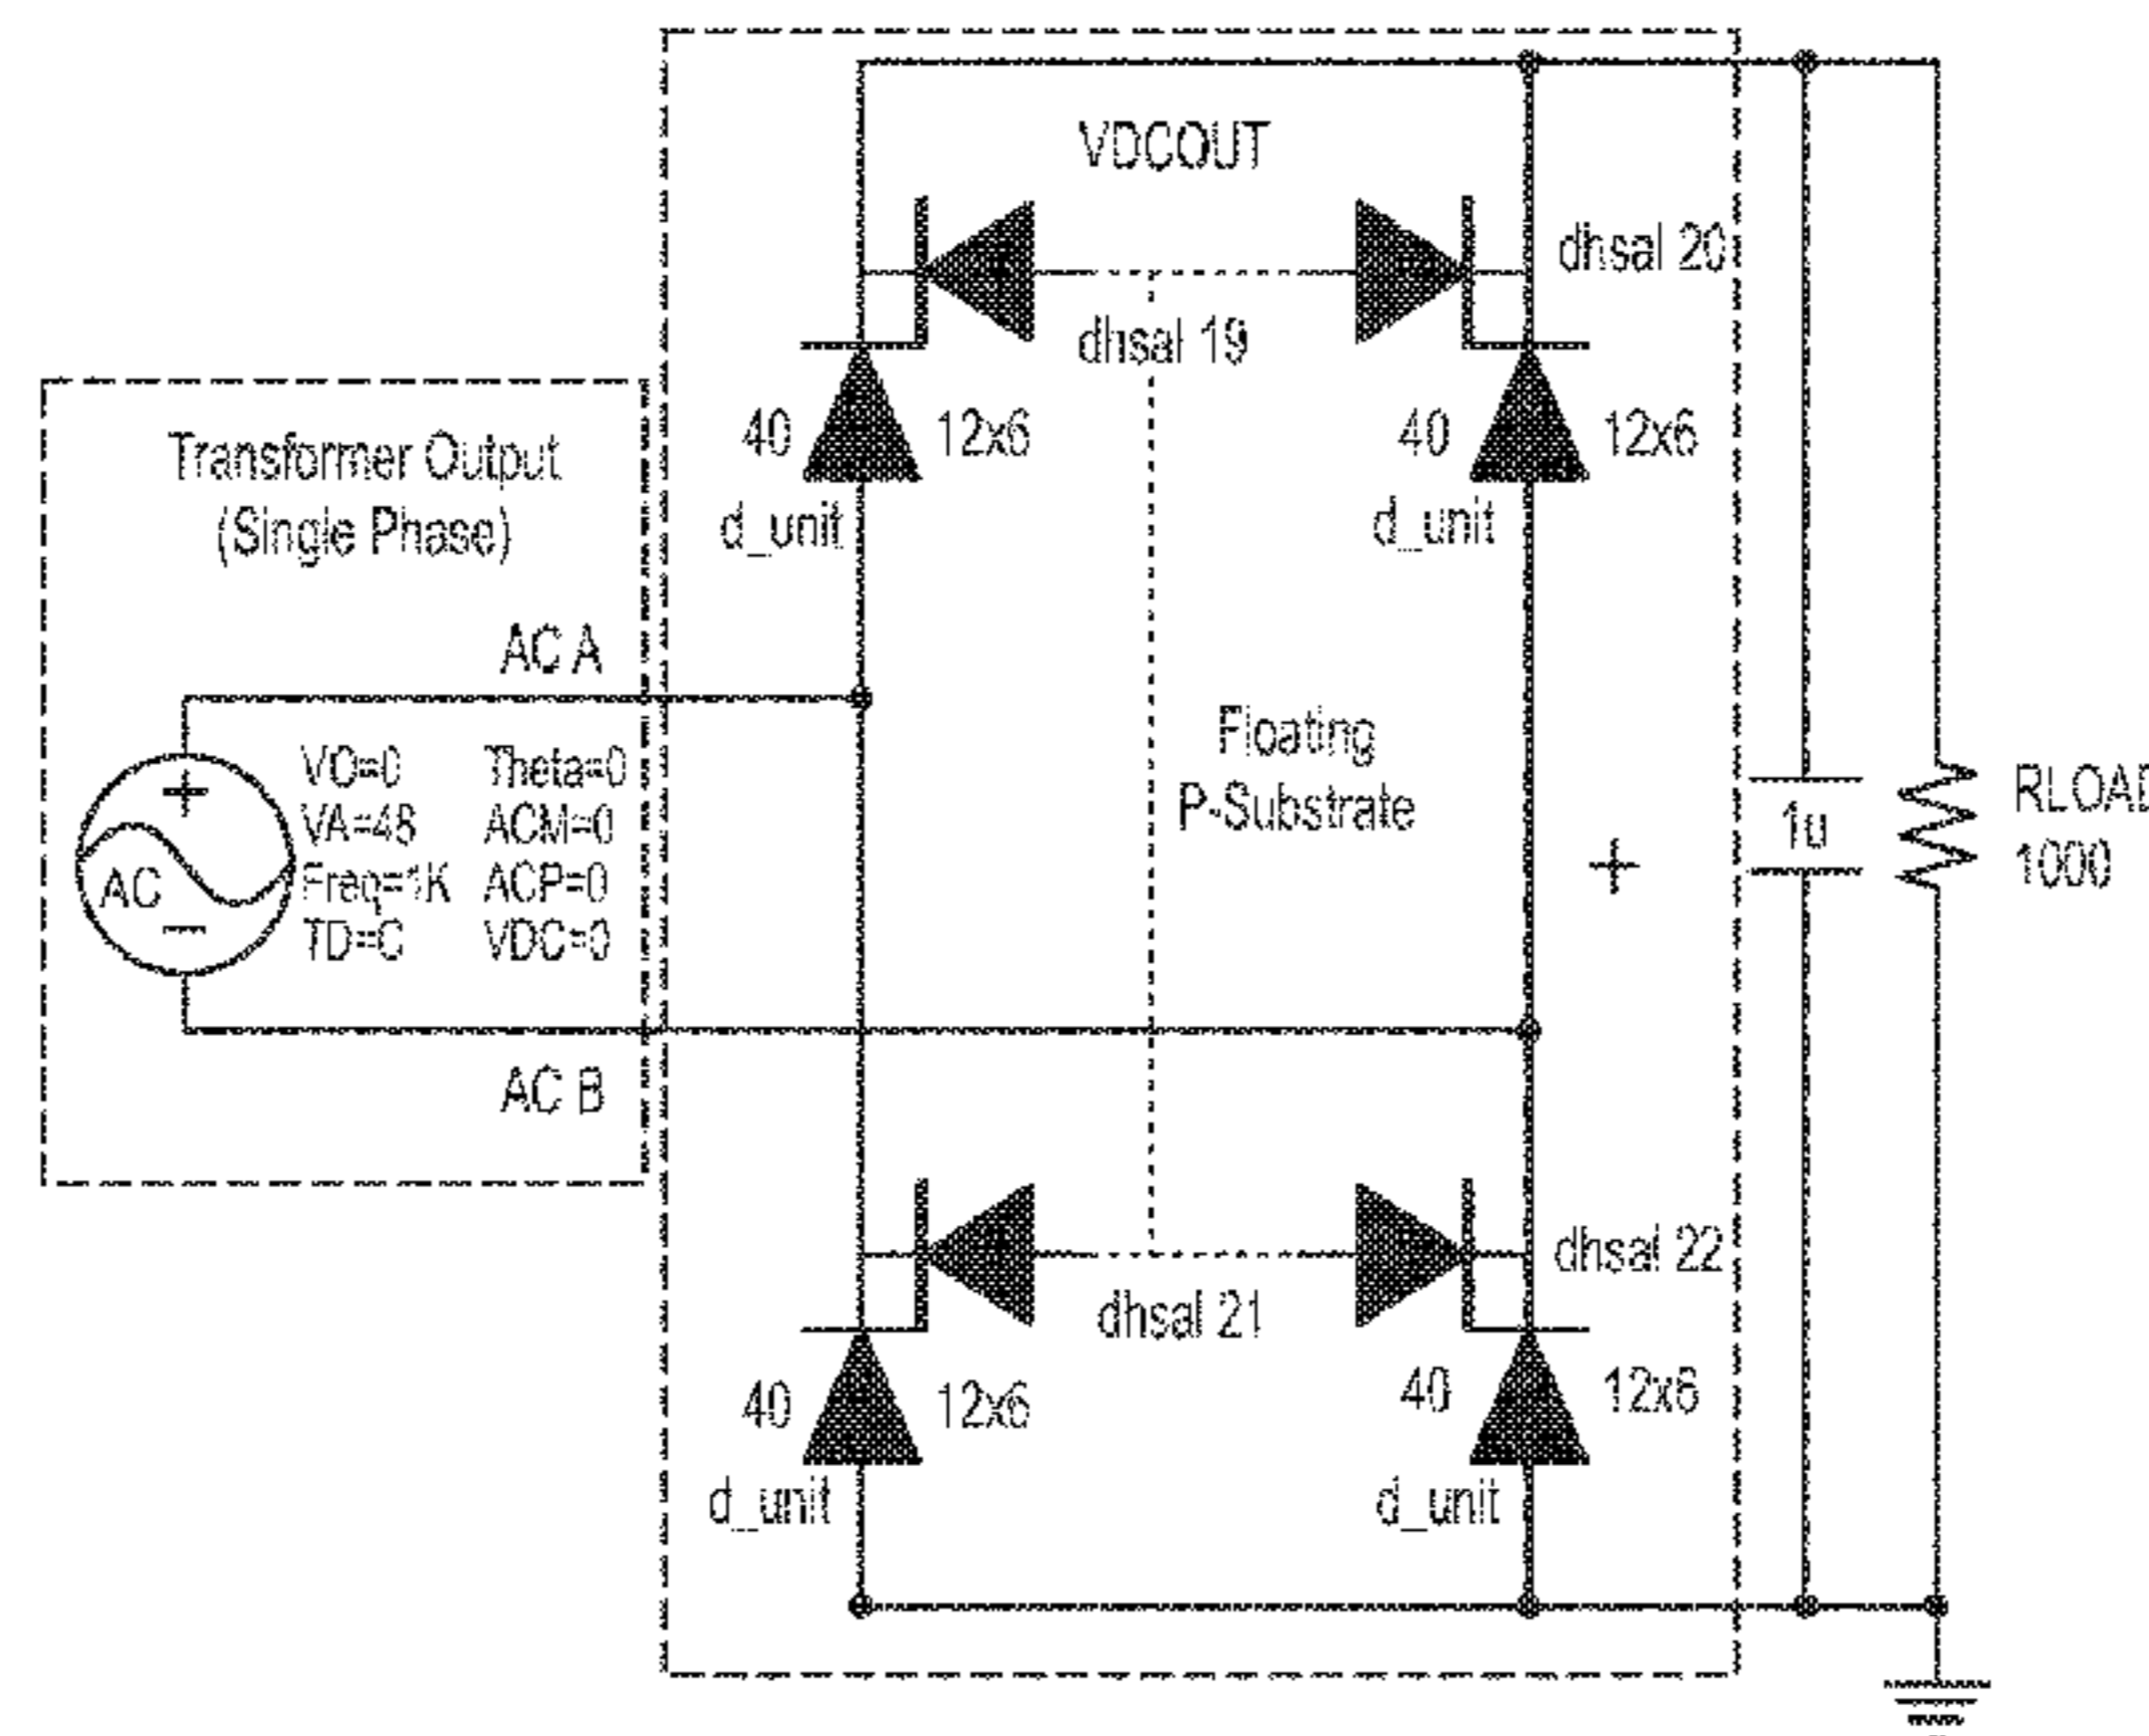 VDCOUT
dhsal 20
dhsal 19
40
12x6
40
12x6
d_unit
d_unit
Transformer Output
(Single Phase)
AC A
Floating
P-Substrate
+
AC
−
VO=0
Theta=0
VA=48
ACM=0
Freq=1K
ACP=0
TD=C
VDC=0
+
1u
RLOAD
1000
AC B
dhsal 22
dhsal 21
40
12x6
40
12x6
d_unit
d_unit